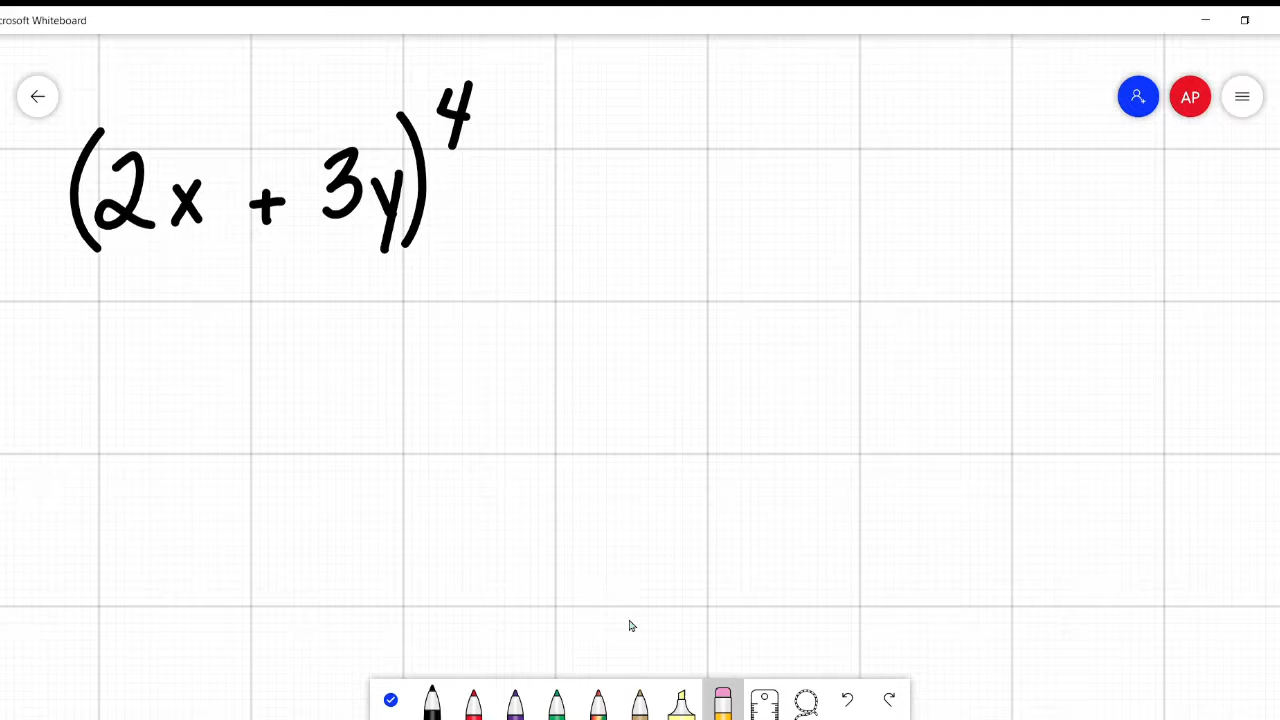 crosoft Whiteboard
AP
(2x + 3y)⁴